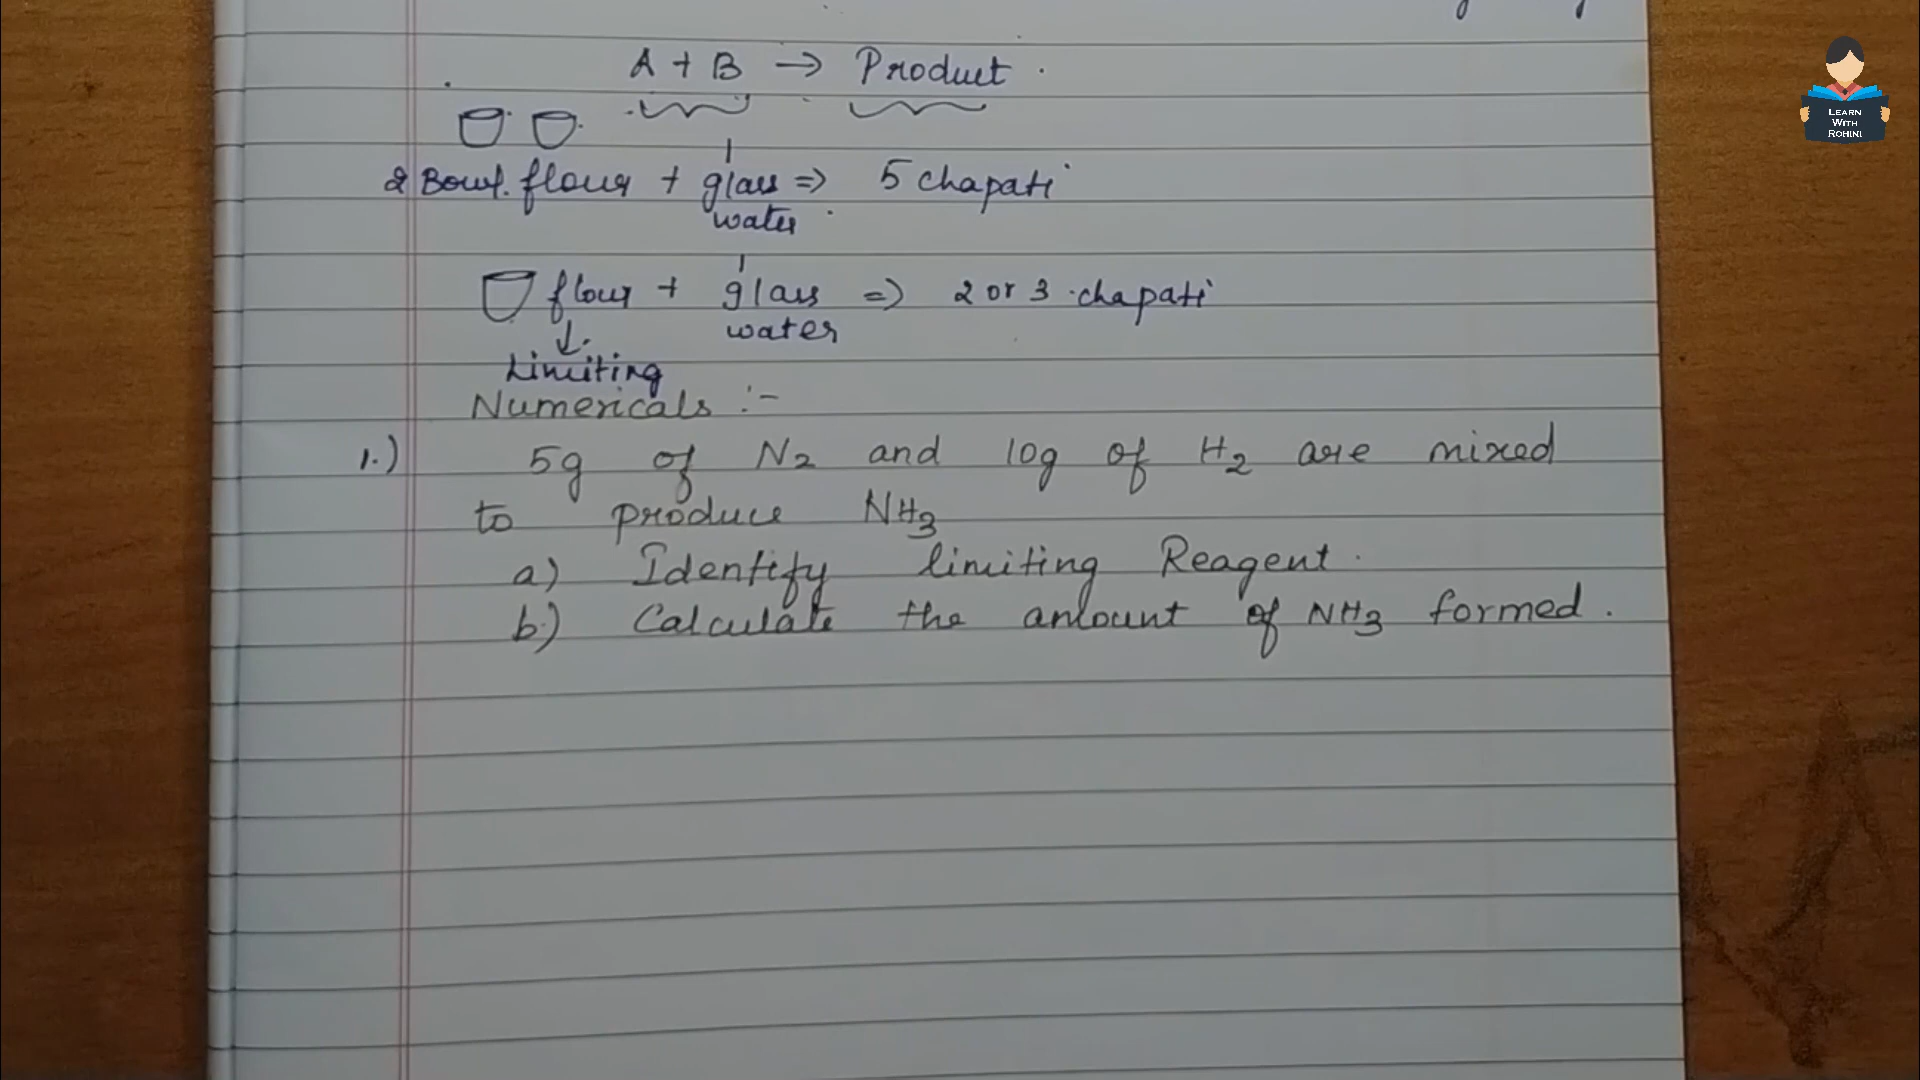 A + B → Product.
2 Bowl. flour + glass => 5 chapati
water
flour + glass => 2 or 3 chapati
water
Limiting
Numericals :-
1.) 5g of N2 and 10g of H2 are mixed
to produce NH3
a) Identify limiting Reagent.
b.) Calculate the amount of NH3 formed.
LEARN
WITH
ROHINI